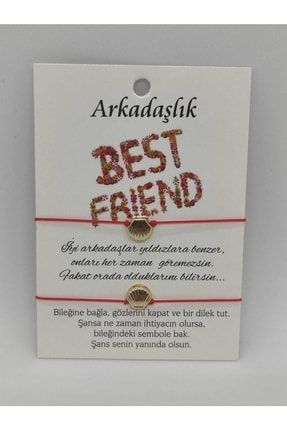 Arkadaşlık
BEST
FRIEND
İyi arkadaşlar yıldızlara benzer,
onları her zaman göremezsin.
Fakat orada olduklarını bilirsin...
Bileğine bağla, gözlerini kapat ve bir dilek tut.
Şansa ne zaman ihtiyacın olursa,
bileğindeki sembole bak.
Şans senin yanında olsun.